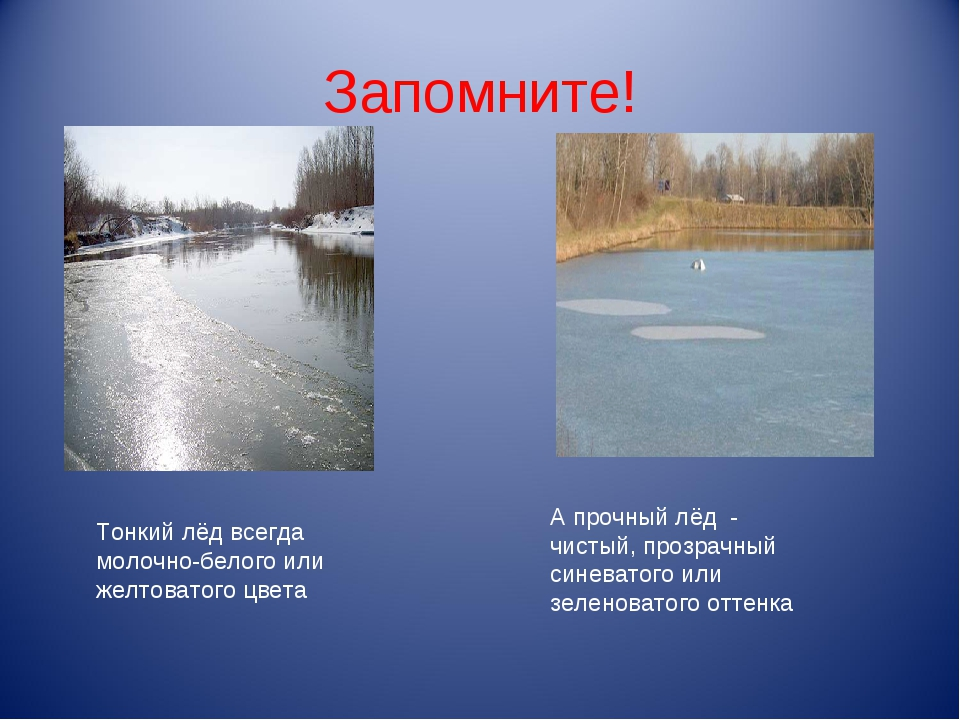 Запомните!
Тонкий лёд всегда
молочно-белого или
желтоватого цвета
А прочный лёд -
чистый, прозрачный
синеватого или
зеленоватого оттенка